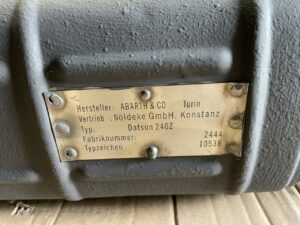 Hersteller: ABARTH & CO Turin
Vertrieb: Nöldeke GmbH. Konstanz
Typ. Datsun 240Z
Fabriknummer: 2444
Typzeichen. 10538